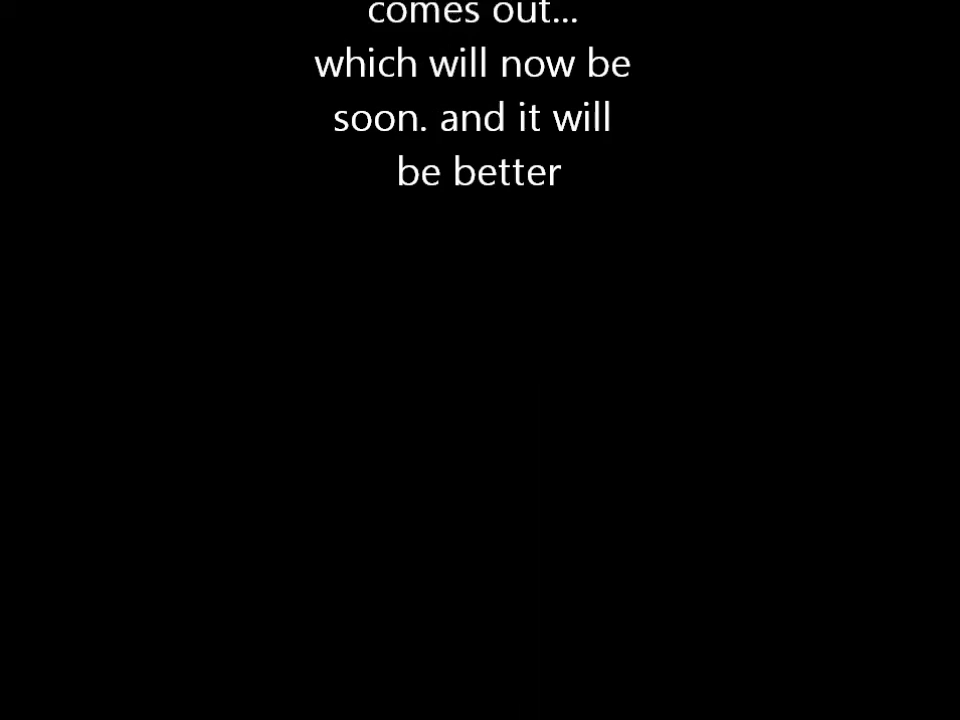 comes out...
which will now be
soon. and it will
be better